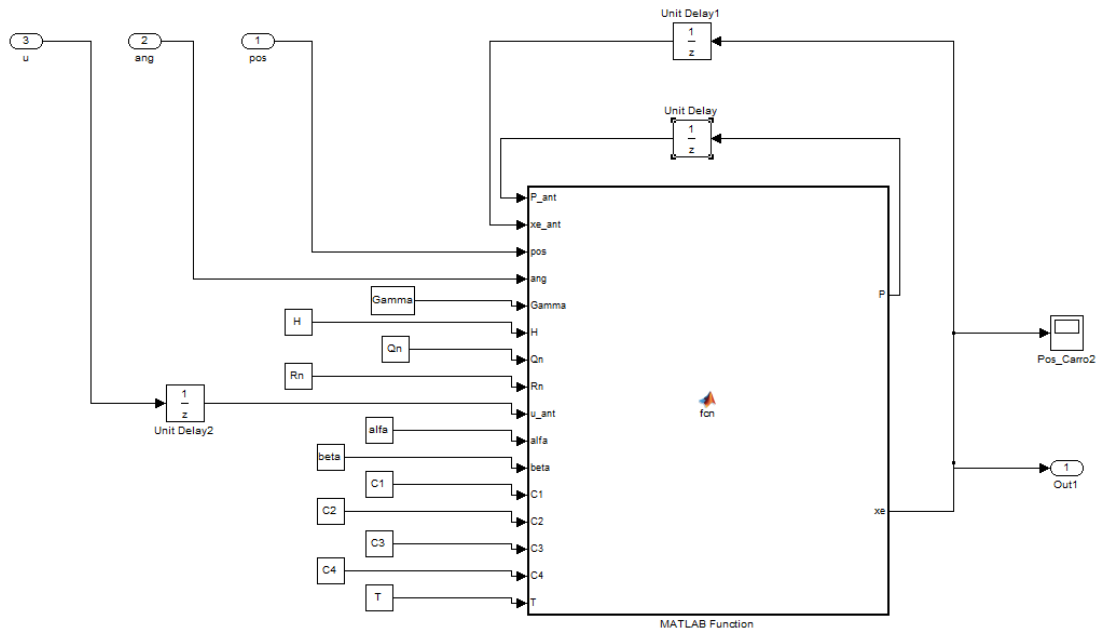 Unit Delay1
3
2
1
1
z
u
ang
pos
Unit Delay
1
z
P_ant
xe_ant
pos
ang
P
Gamma
Gamma
H
H
Pos_Carro2
Qn
Qn
Rn
Rn
fcn
1
z
u_ant
Unit Delay2
alfa
alfa
beta
beta
1
Out1
C1
C1
C2
C2
xe
C3
C3
C4
C4
T
T
MATLAB Function